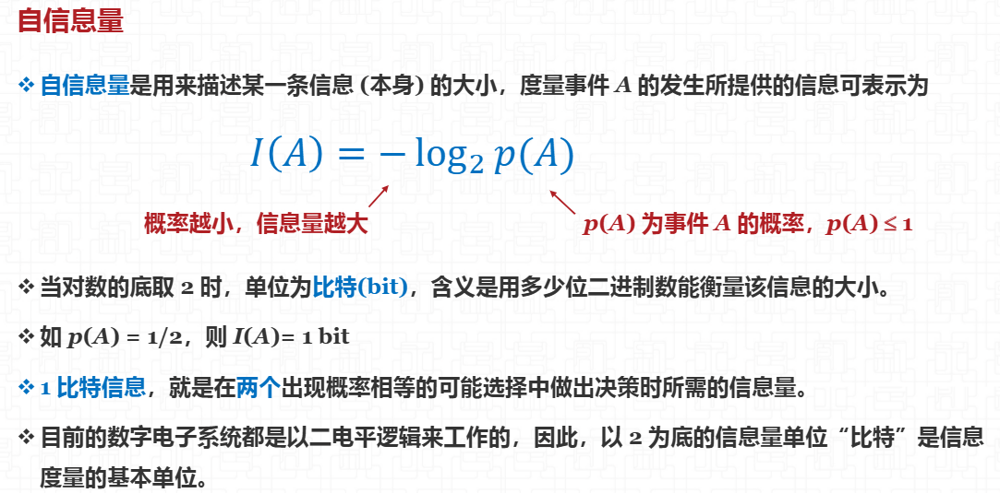 自信息量
❖ 自信息量是用来描述某一条信息 (本身) 的大小，度量事件 A 的发生所提供的信息可表示为
I(A) = − log₂ p(A)
概率越小，信息量越大
p(A) 为事件 A 的概率，p(A) ≤ 1
❖ 当对数的底取 2 时，单位为比特(bit)，含义是用多少位二进制数能衡量该信息的大小。
❖ 如 p(A) = 1/2，则 I(A)= 1 bit
❖ 1 比特信息，就是在两个出现概率相等的可能选择中做出决策时所需的信息量。
❖ 目前的数字电子系统都是以二电平逻辑来工作的，因此，以 2 为底的信息量单位“比特”是信息
度量的基本单位。